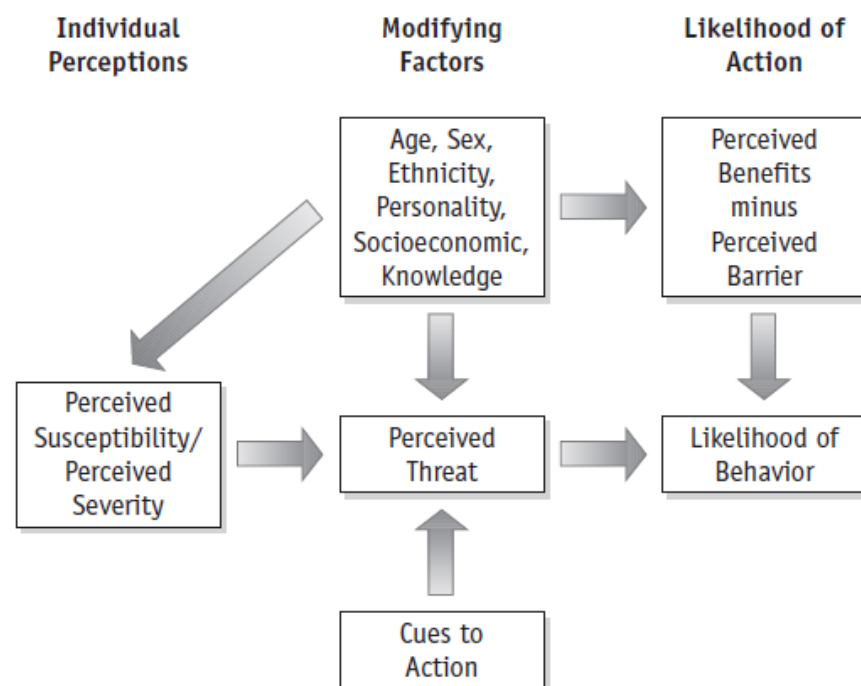 Individual
Perceptions
Modifying
Factors
Likelihood of
Action
Age, Sex,
Ethnicity,
Personality,
Socioeconomic,
Knowledge
Perceived
Benefits
minus
Perceived
Barrier
Perceived
Susceptibility/
Perceived
Severity
Perceived
Threat
Likelihood of
Behavior
Cues to
Action